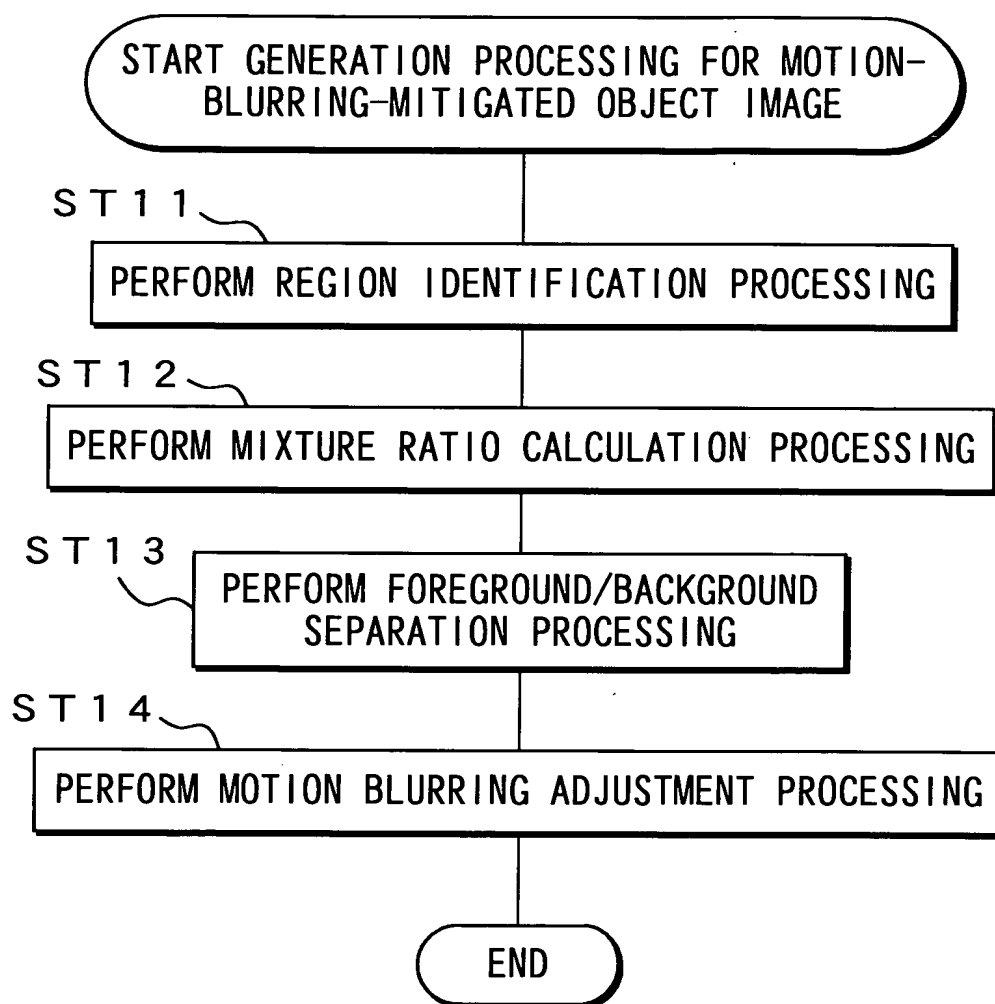 START GENERATION PROCESSING FOR MOTION-
BLURRING-MITIGATED OBJECT IMAGE
ST11
PERFORM REGION IDENTIFICATION PROCESSING
ST12
PERFORM MIXTURE RATIO CALCULATION PROCESSING
ST13
PERFORM FOREGROUND/BACKGROUND
SEPARATION PROCESSING
ST14
PERFORM MOTION BLURRING ADJUSTMENT PROCESSING
END